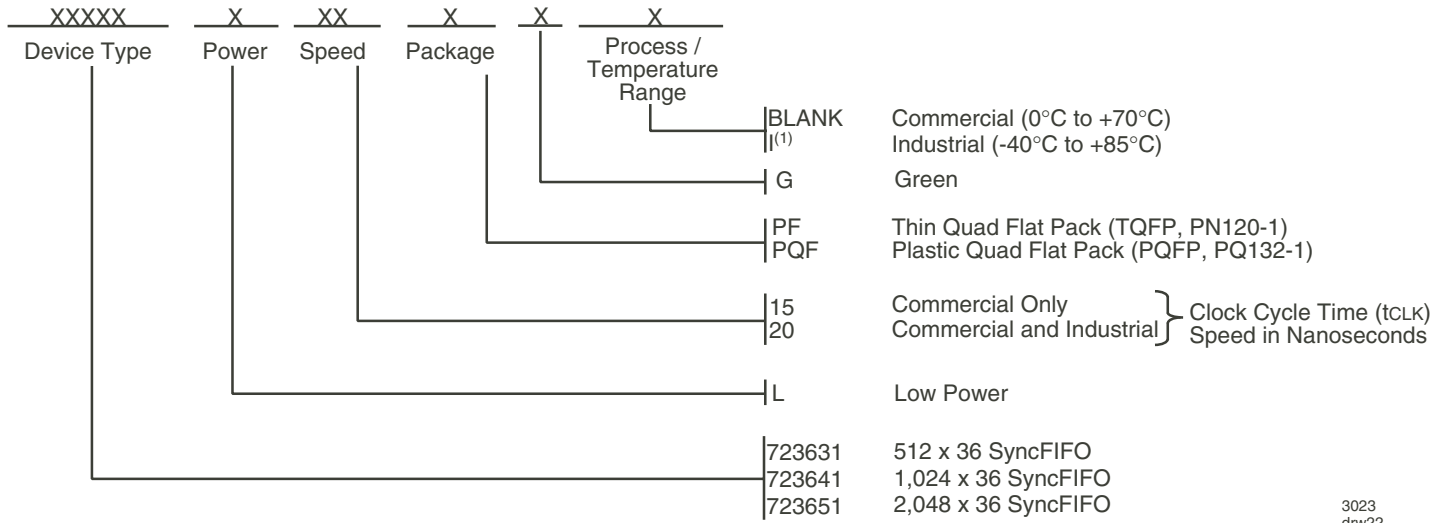 XXXXX X XX X X X
Device Type Power Speed Package Process /
Temperature
Range
BLANK Commercial (0°C to +70°C)
I(1) Industrial (-40°C to +85°C)
G Green
PF Thin Quad Flat Pack (TQFP, PN120-1)
PQF Plastic Quad Flat Pack (PQFP, PQ132-1)
15 Commercial Only
20 Commercial and Industrial
Clock Cycle Time (tCLK)
Speed in Nanoseconds
L Low Power
723631 512 x 36 SyncFIFO
723641 1,024 x 36 SyncFIFO
723651 2,048 x 36 SyncFIFO
3023
drw22